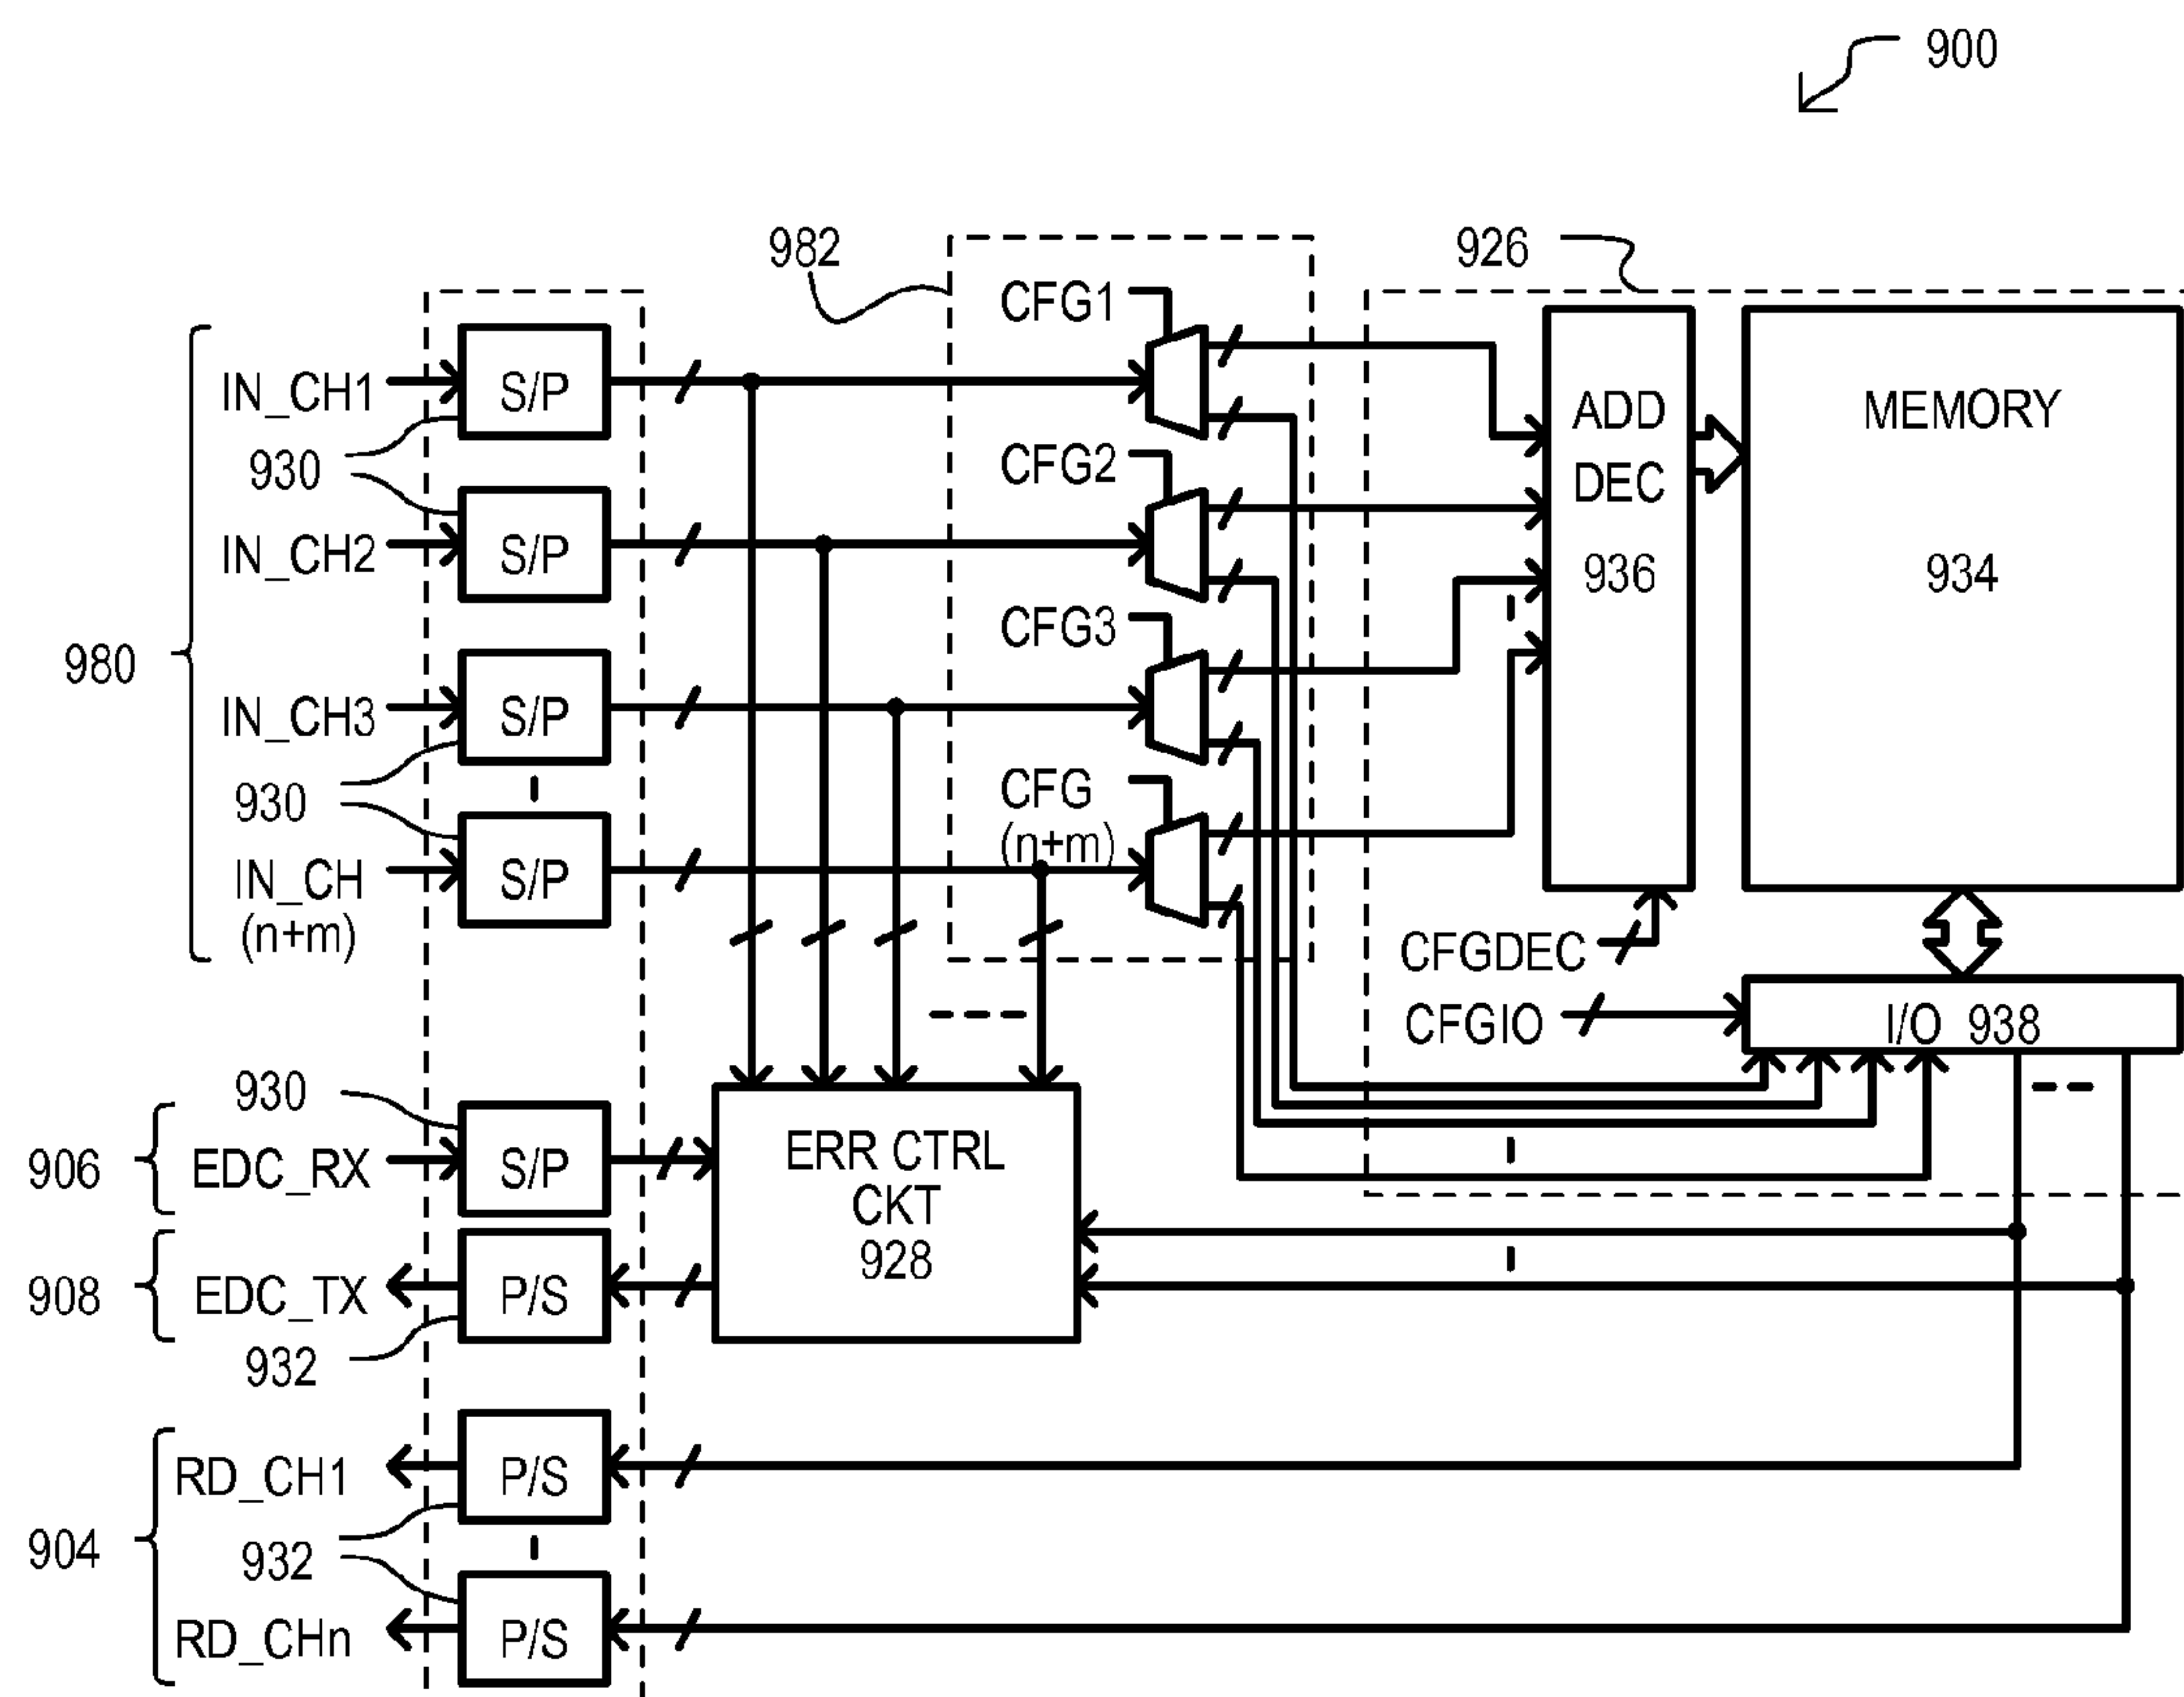 900
982
926
CFG1
IN_CH1
S/P
ADD
DEC
936
MEMORY
934
930
CFG2
IN_CH2
S/P
CFG3
980
IN_CH3
S/P
930
CFG
(n+m)
IN_CH
(n+m)
S/P
CFGDEC
CFGIO
I/O 938
930
906
EDC_RX
S/P
ERR CTRL
CKT
928
908
EDC_TX
P/S
932
RD_CH1
P/S
904
932
RD_CHn
P/S